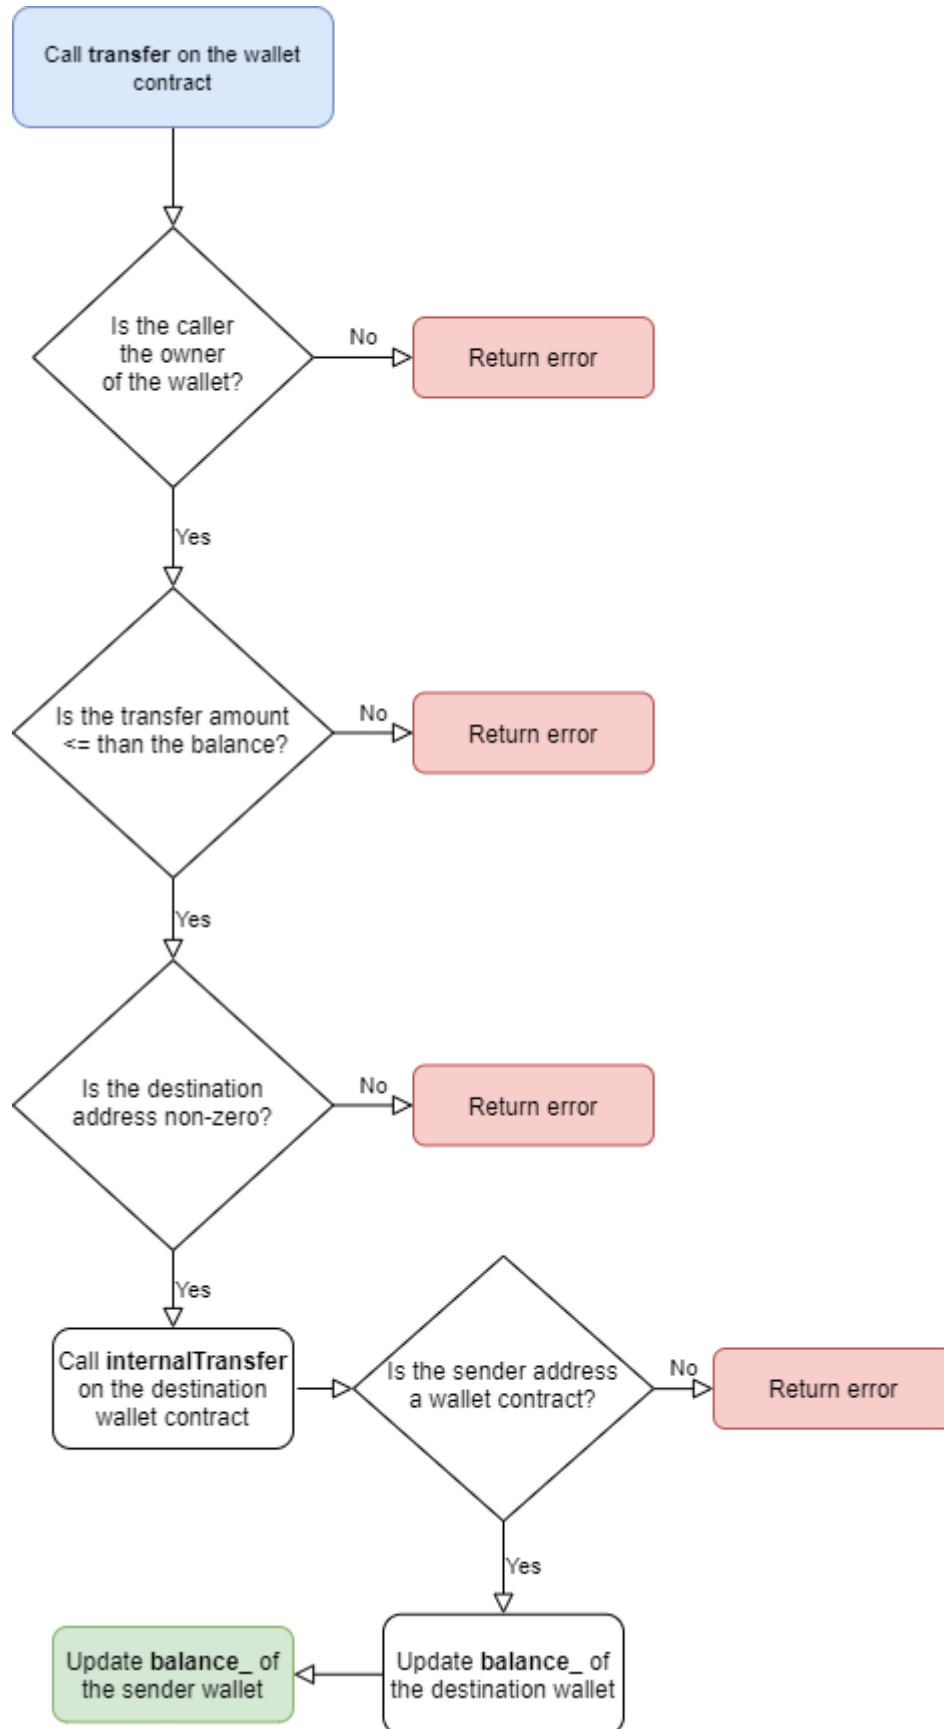 Call transfer on the wallet
contract
Is the caller
the owner
of the wallet?
No
Return error
Yes
Is the transfer amount
<= than the balance?
No
Return error
Yes
Is the destination
address non-zero?
No
Return error
Yes
Call internalTransfer
on the destination
wallet contract
Is the sender address
a wallet contract?
No
Return error
Yes
Update balance_ of
the destination wallet
Update balance_ of
the sender wallet